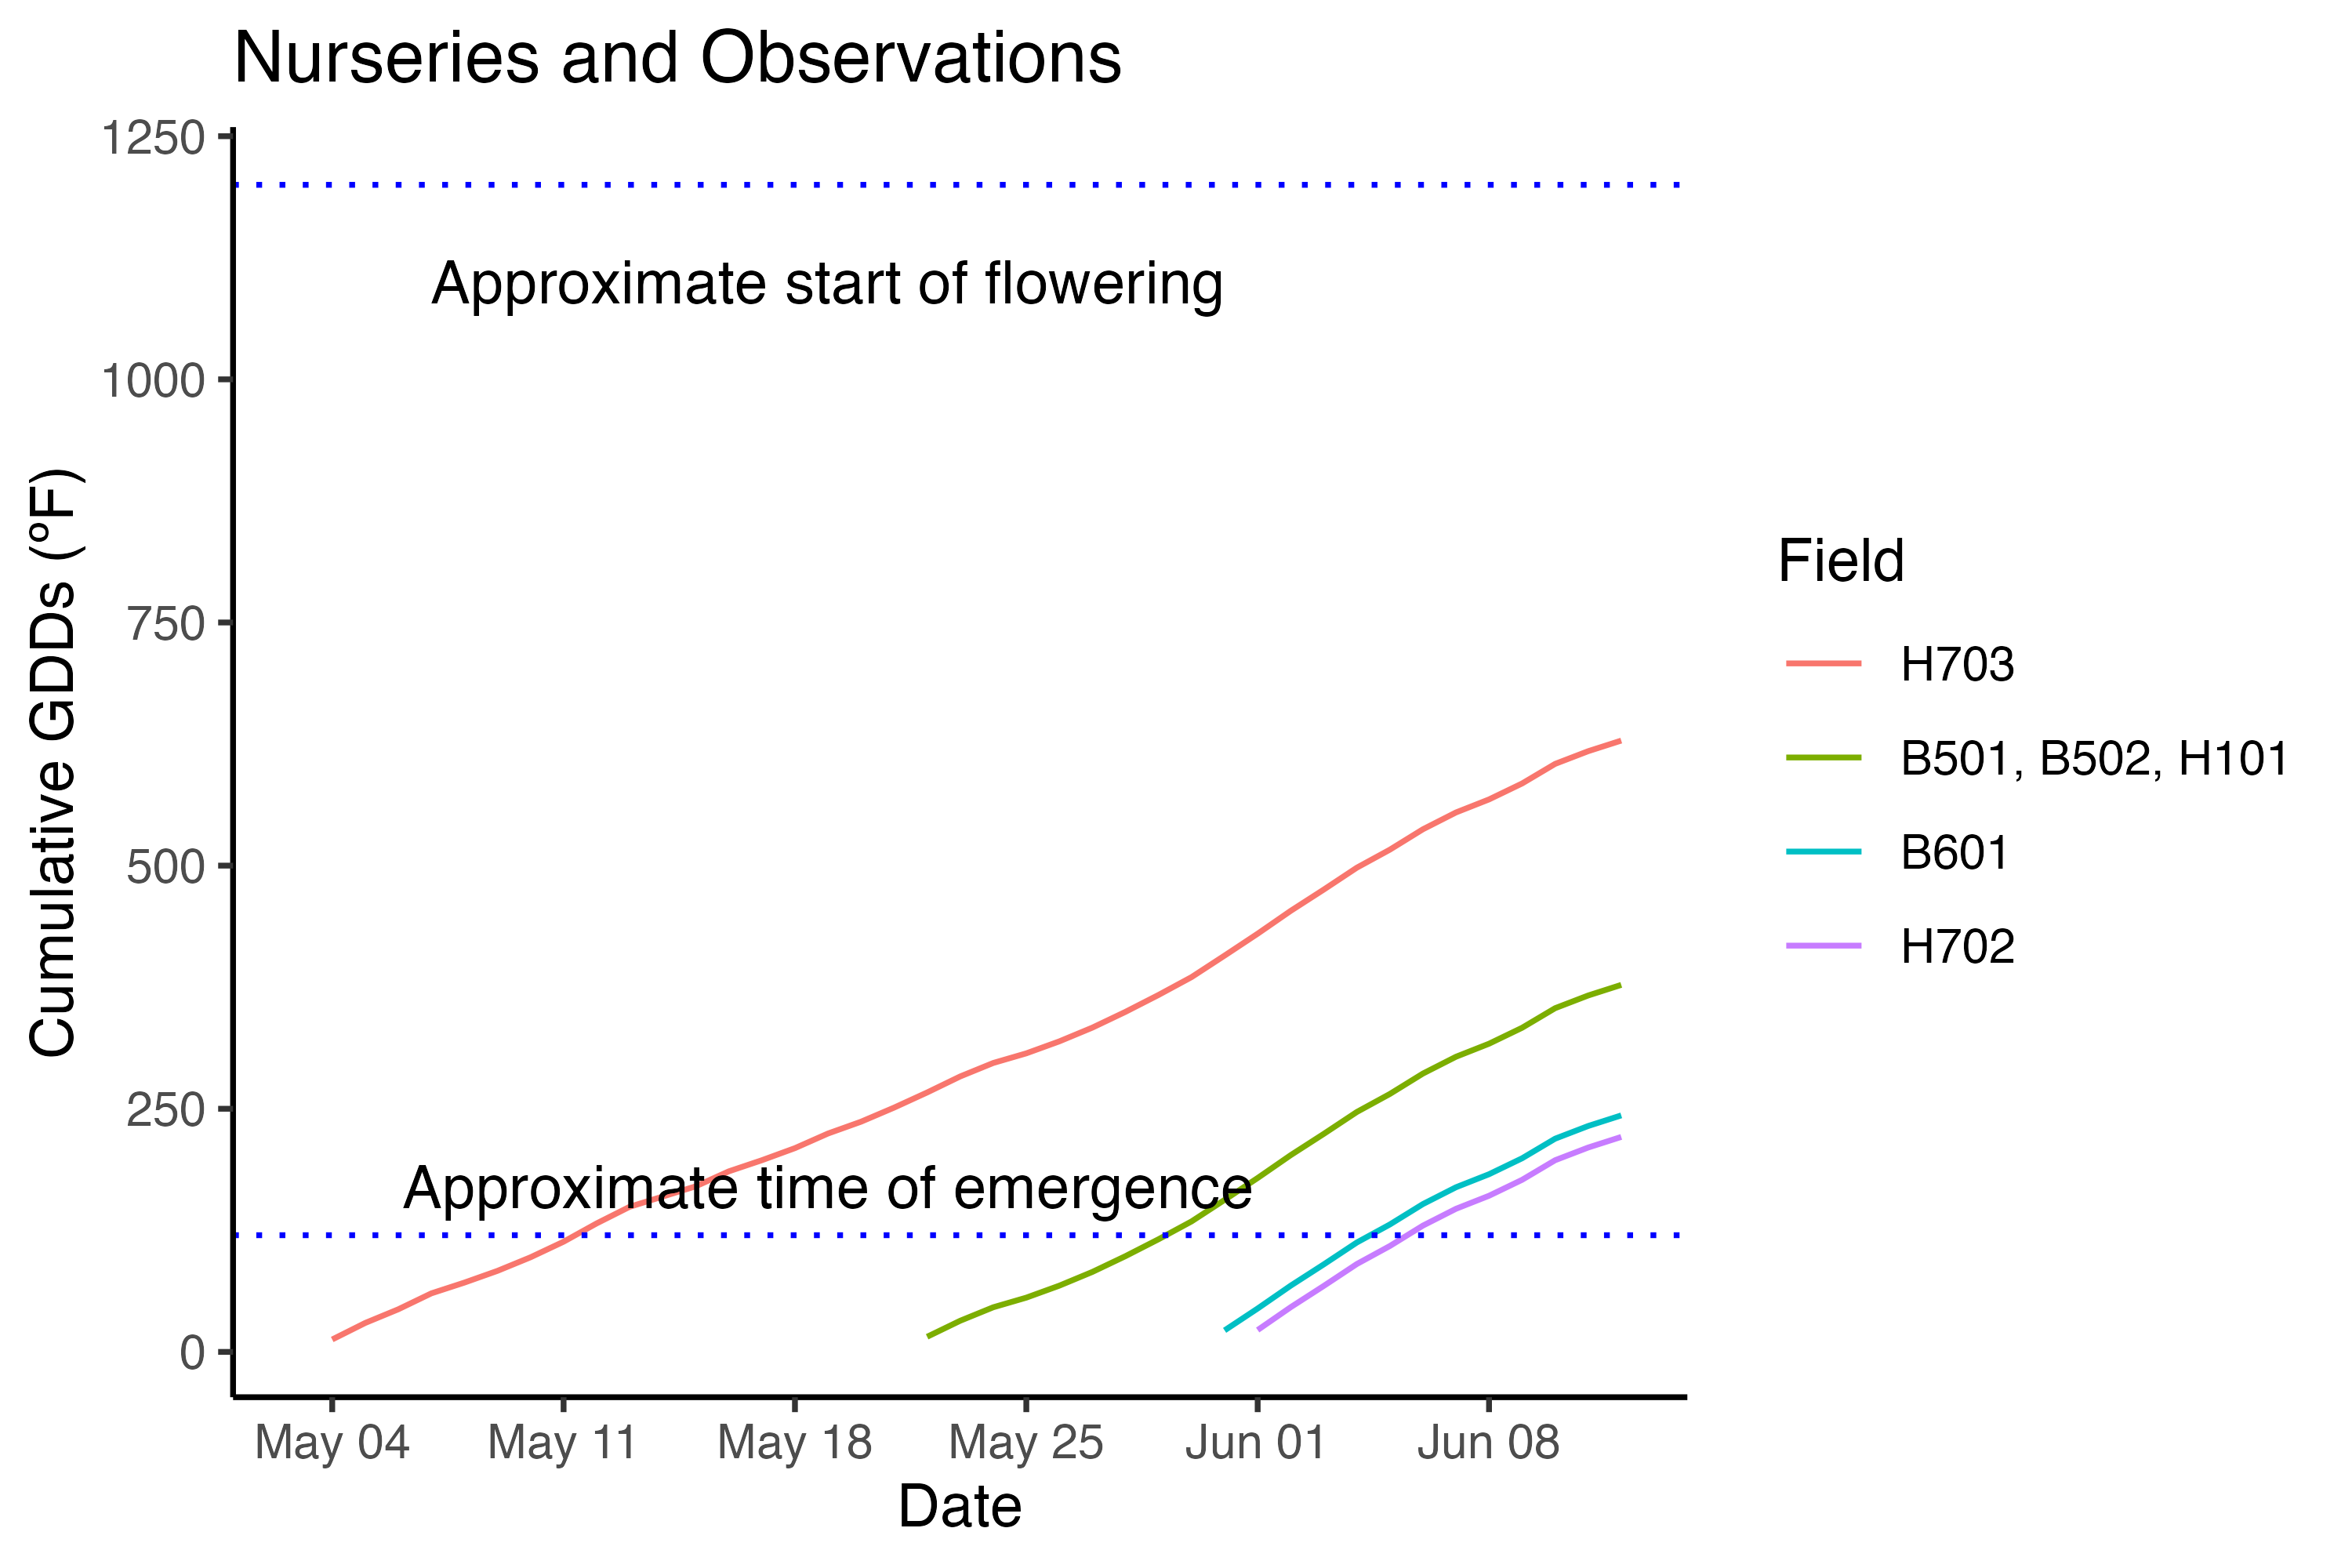 Nurseries and Observations
1250
1000
750
500
250
0
Cumulative GDDs (ºF)
Approximate start of flowering
Approximate time of emergence
May 04
May 11
May 18
May 25
Jun 01
Jun 08
Date
Field
H703
B501, B502, H101
B601
H702